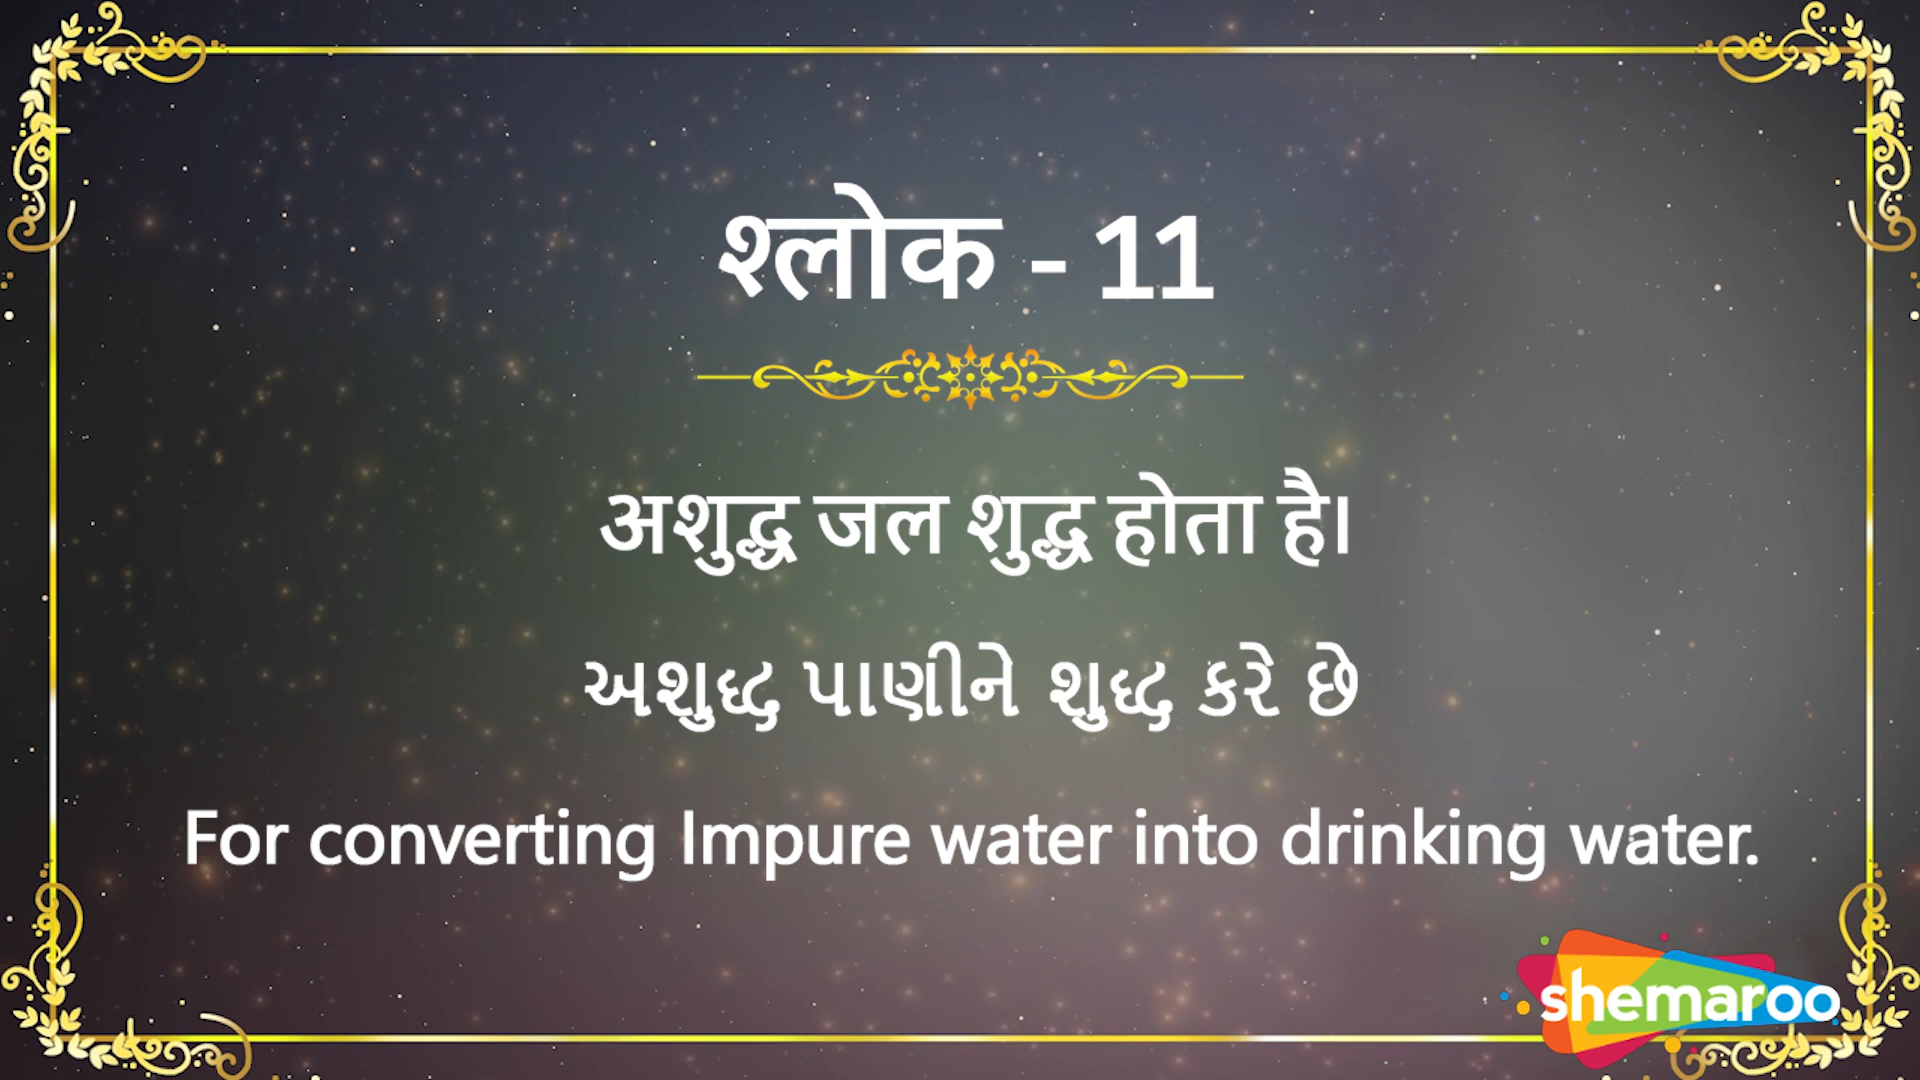 श्लोक - 11
अशुद्ध जल शुद्ध होता है।
અશુદ્ધ પાણીને શુદ્ધ કરે છે
For converting Impure water into drinking water.
shemaroo